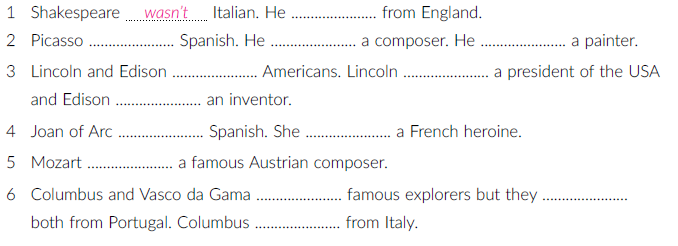 1 Shakespeare wasn't Italian. He ..................... from England.
2 Picasso ..................... Spanish. He ..................... a composer. He ..................... a painter.
3 Lincoln and Edison ..................... Americans. Lincoln ..................... a president of the USA
and Edison ..................... an inventor.
4 Joan of Arc ..................... Spanish. She ..................... a French heroine.
5 Mozart ..................... a famous Austrian composer.
6 Columbus and Vasco da Gama ..................... famous explorers but they .....................
both from Portugal. Columbus ..................... from Italy.